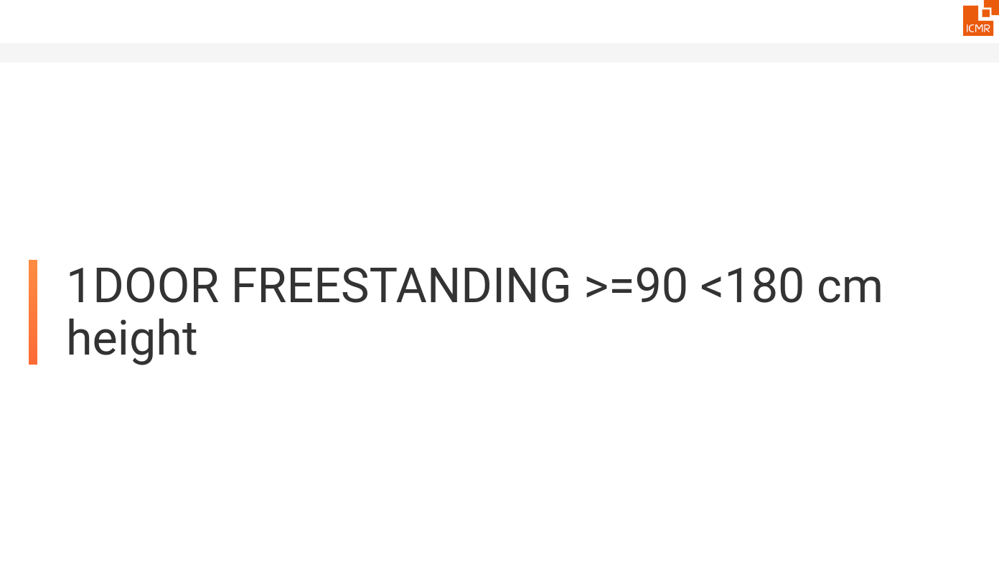 ICMR
1DOOR FREESTANDING >=90 <180 cm
height